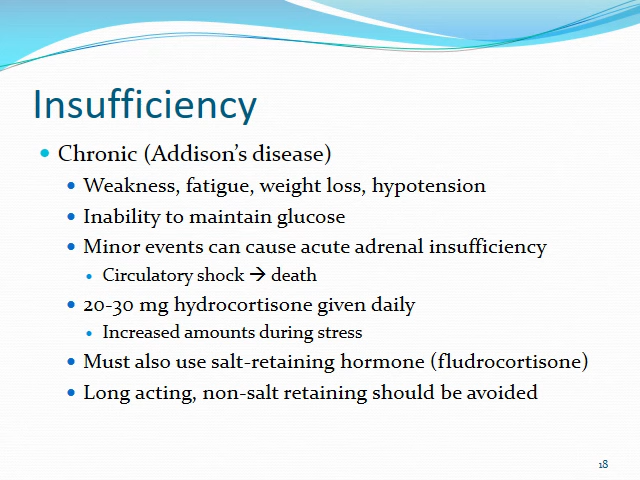 Insufficiency
• Chronic (Addison’s disease)
• Weakness, fatigue, weight loss, hypotension
• Inability to maintain glucose
• Minor events can cause acute adrenal insufficiency
• Circulatory shock → death
• 20-30 mg hydrocortisone given daily
• Increased amounts during stress
• Must also use salt-retaining hormone (fludrocortisone)
• Long acting, non-salt retaining should be avoided
18